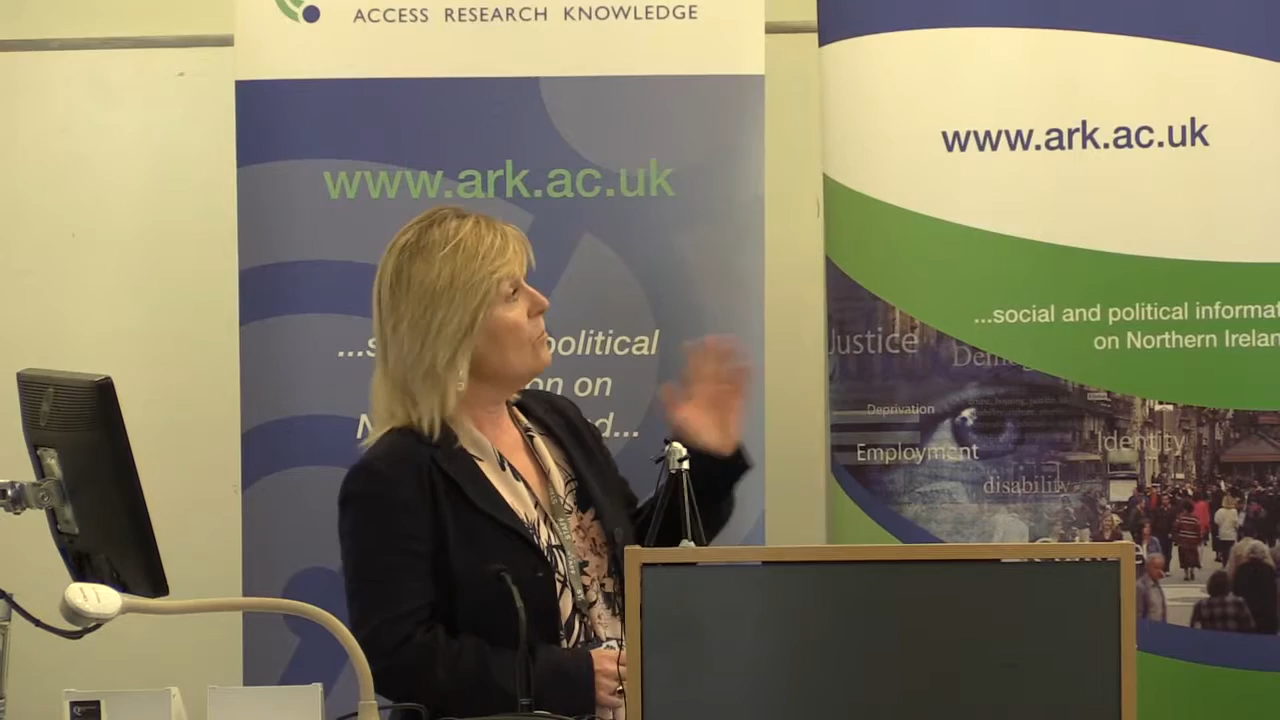 ACCESS RESEARCH KNOWLEDGE
www.ark.ac.uk
political
on on
www.ark.ac.uk
...social and political informat
on Northern Irelan
Justice
Deprivation
Employment
Identity
disability
STAFF